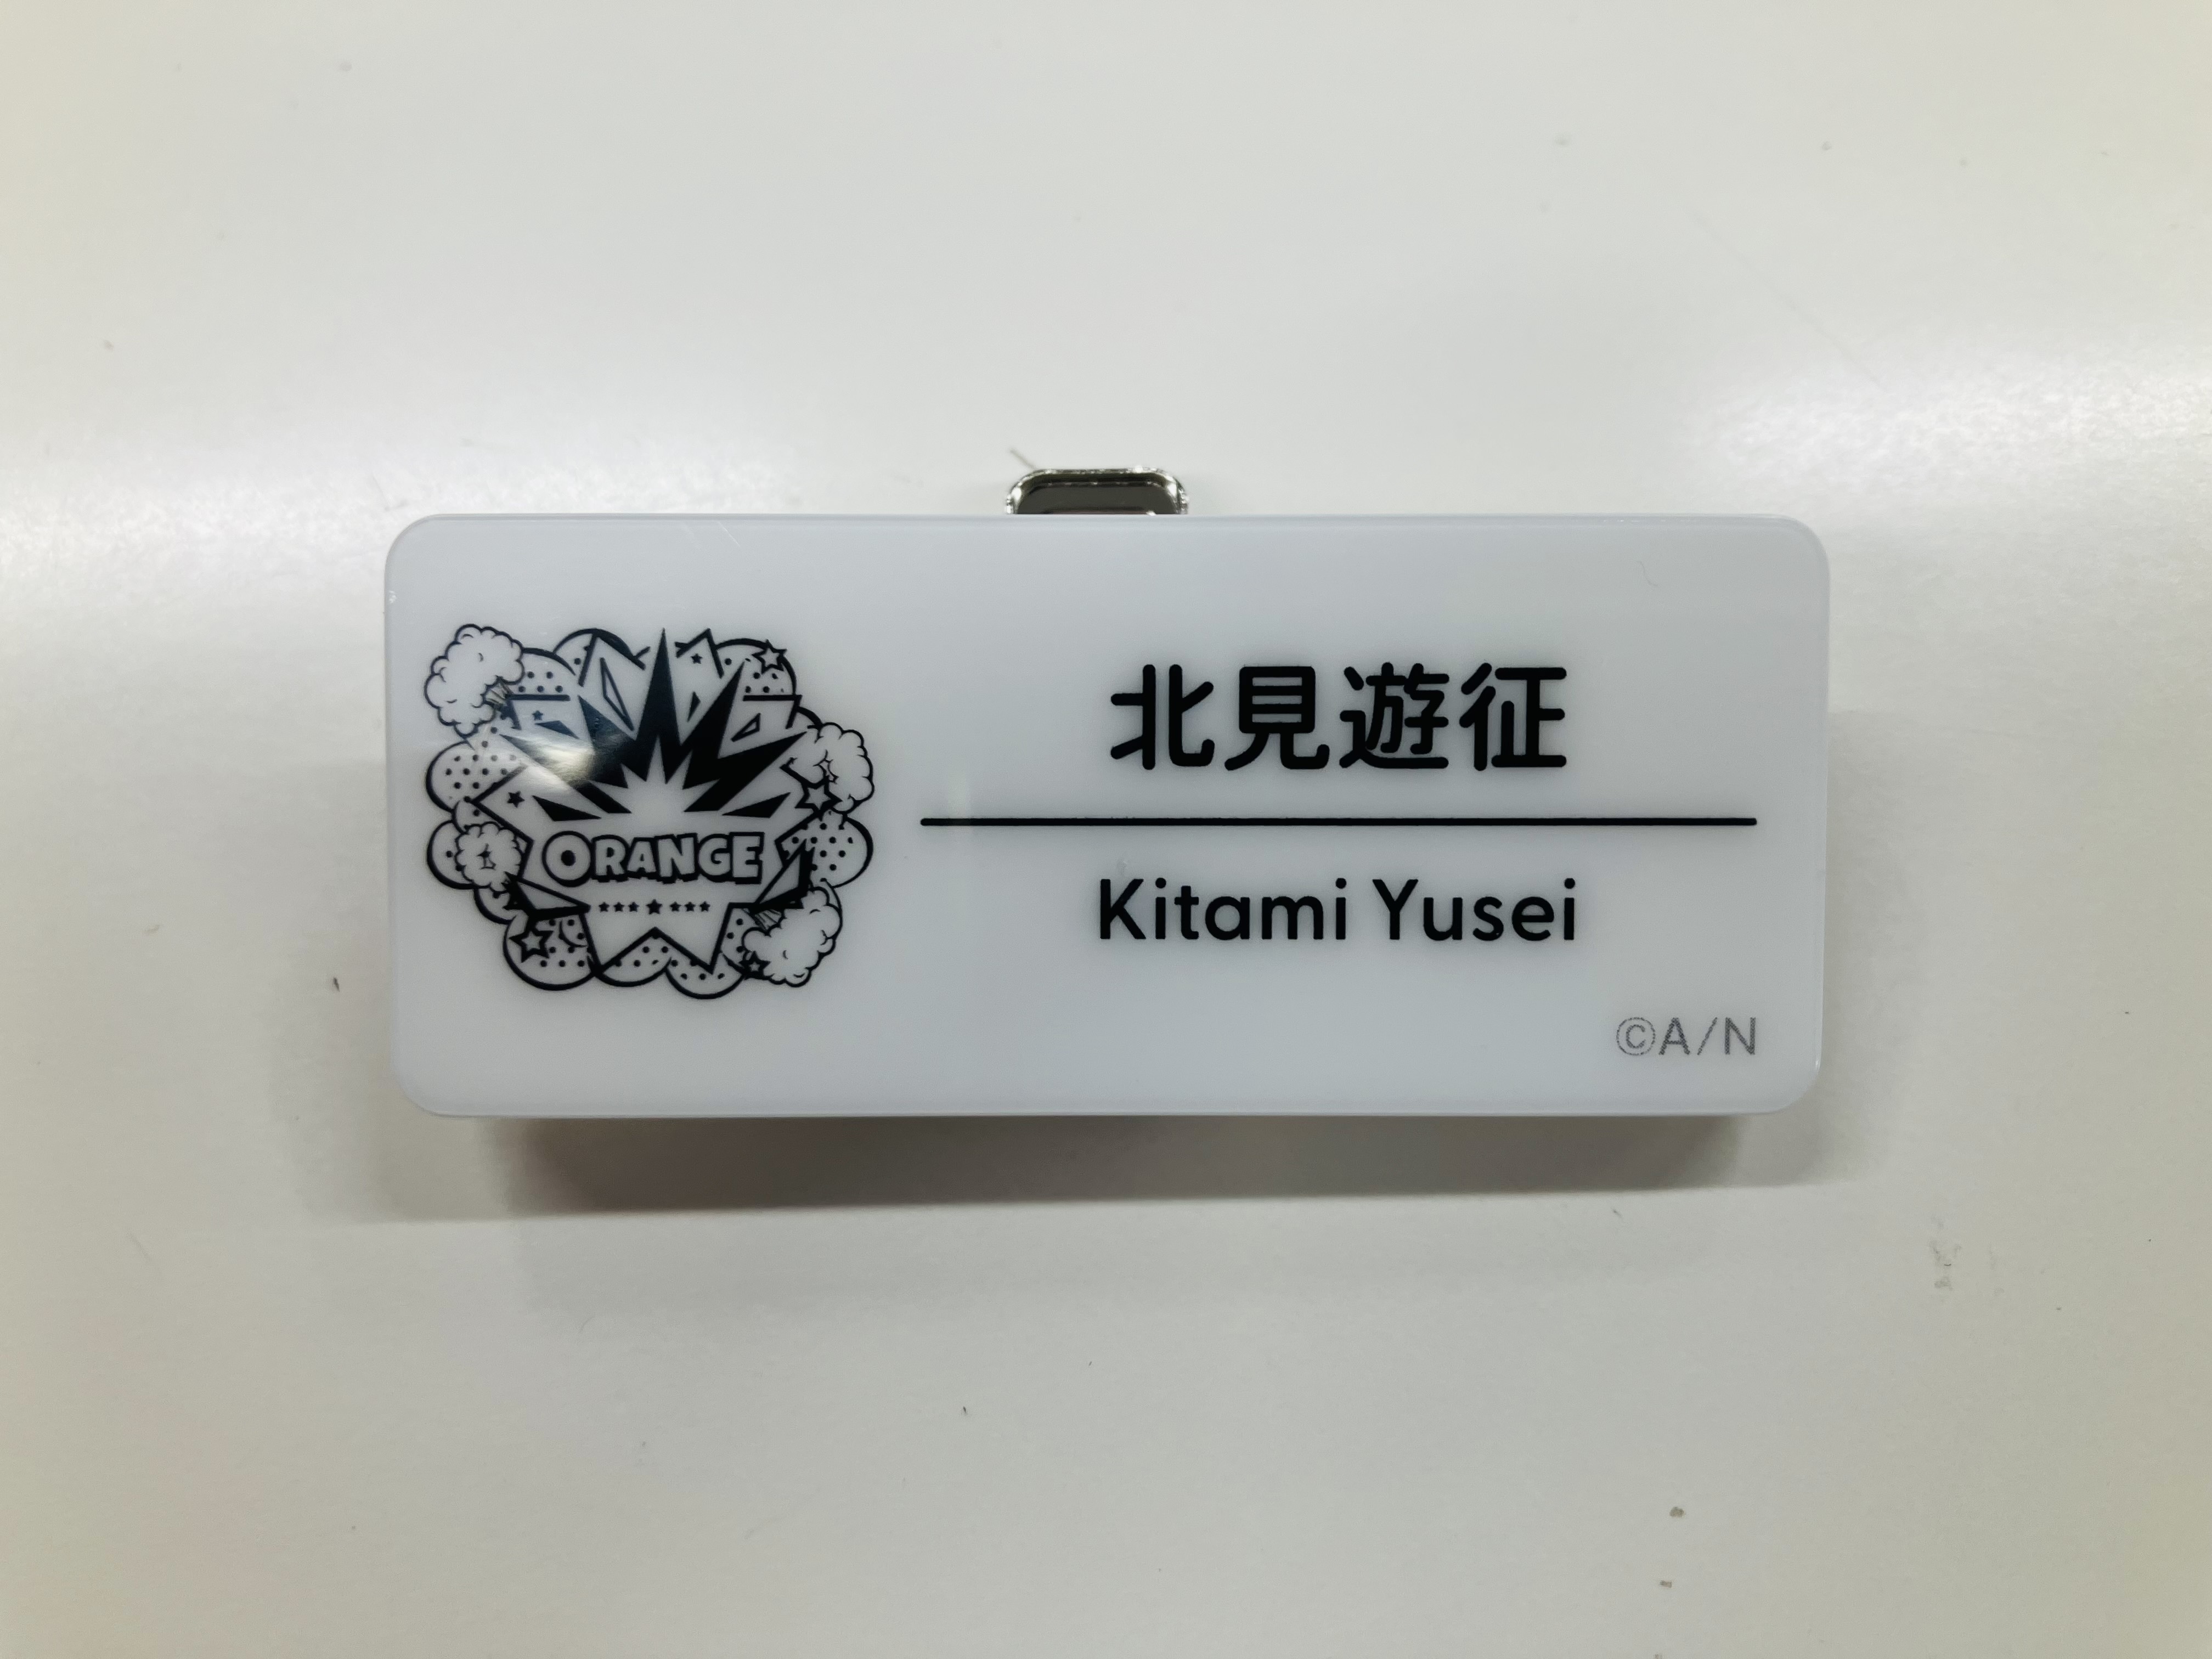 ORANGE
北見遊征
Kitami Yusei
©A/N